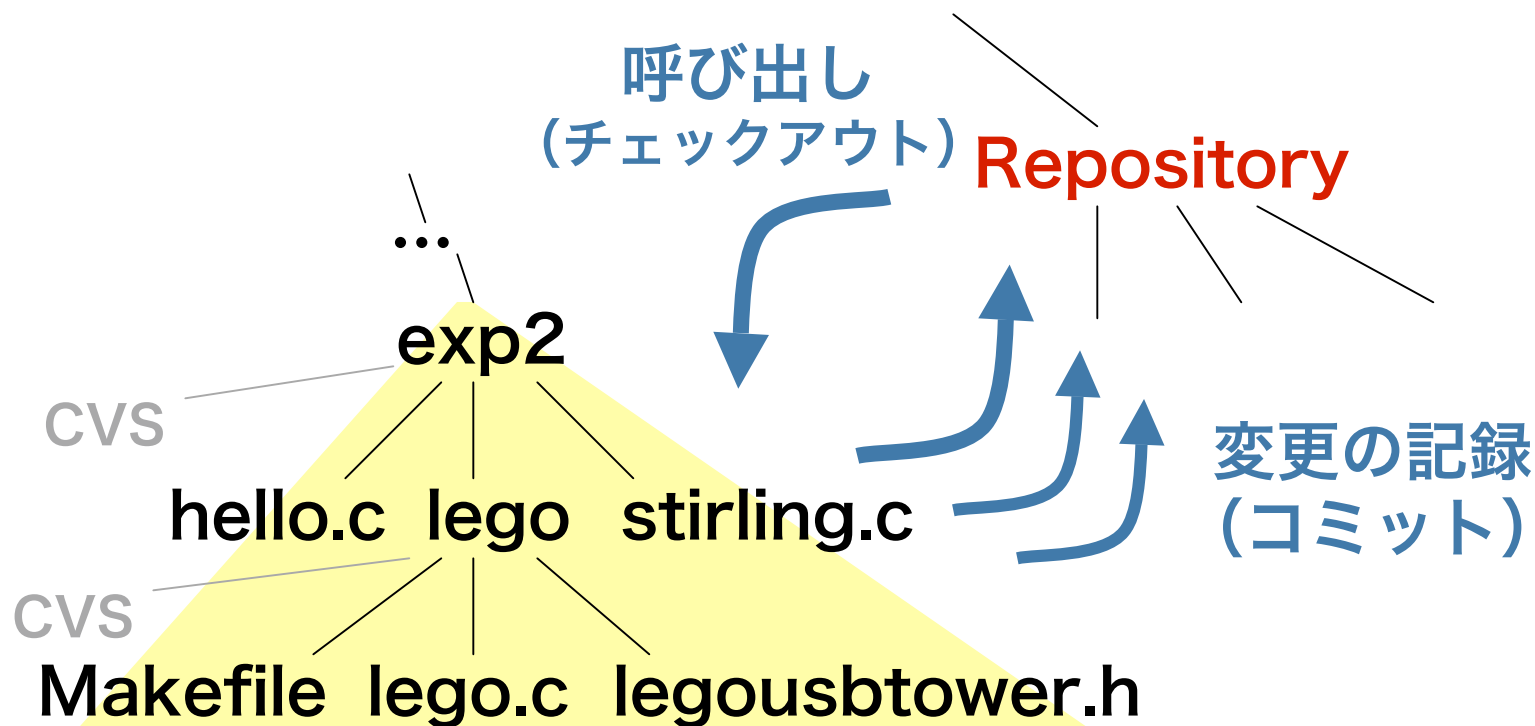 呼び出し
（チェックアウト）
Repository
...
exp2
CVS
変更の記録
（コミット）
hello.c lego stirling.c
CVS
Makefile lego.c legousbtower.h